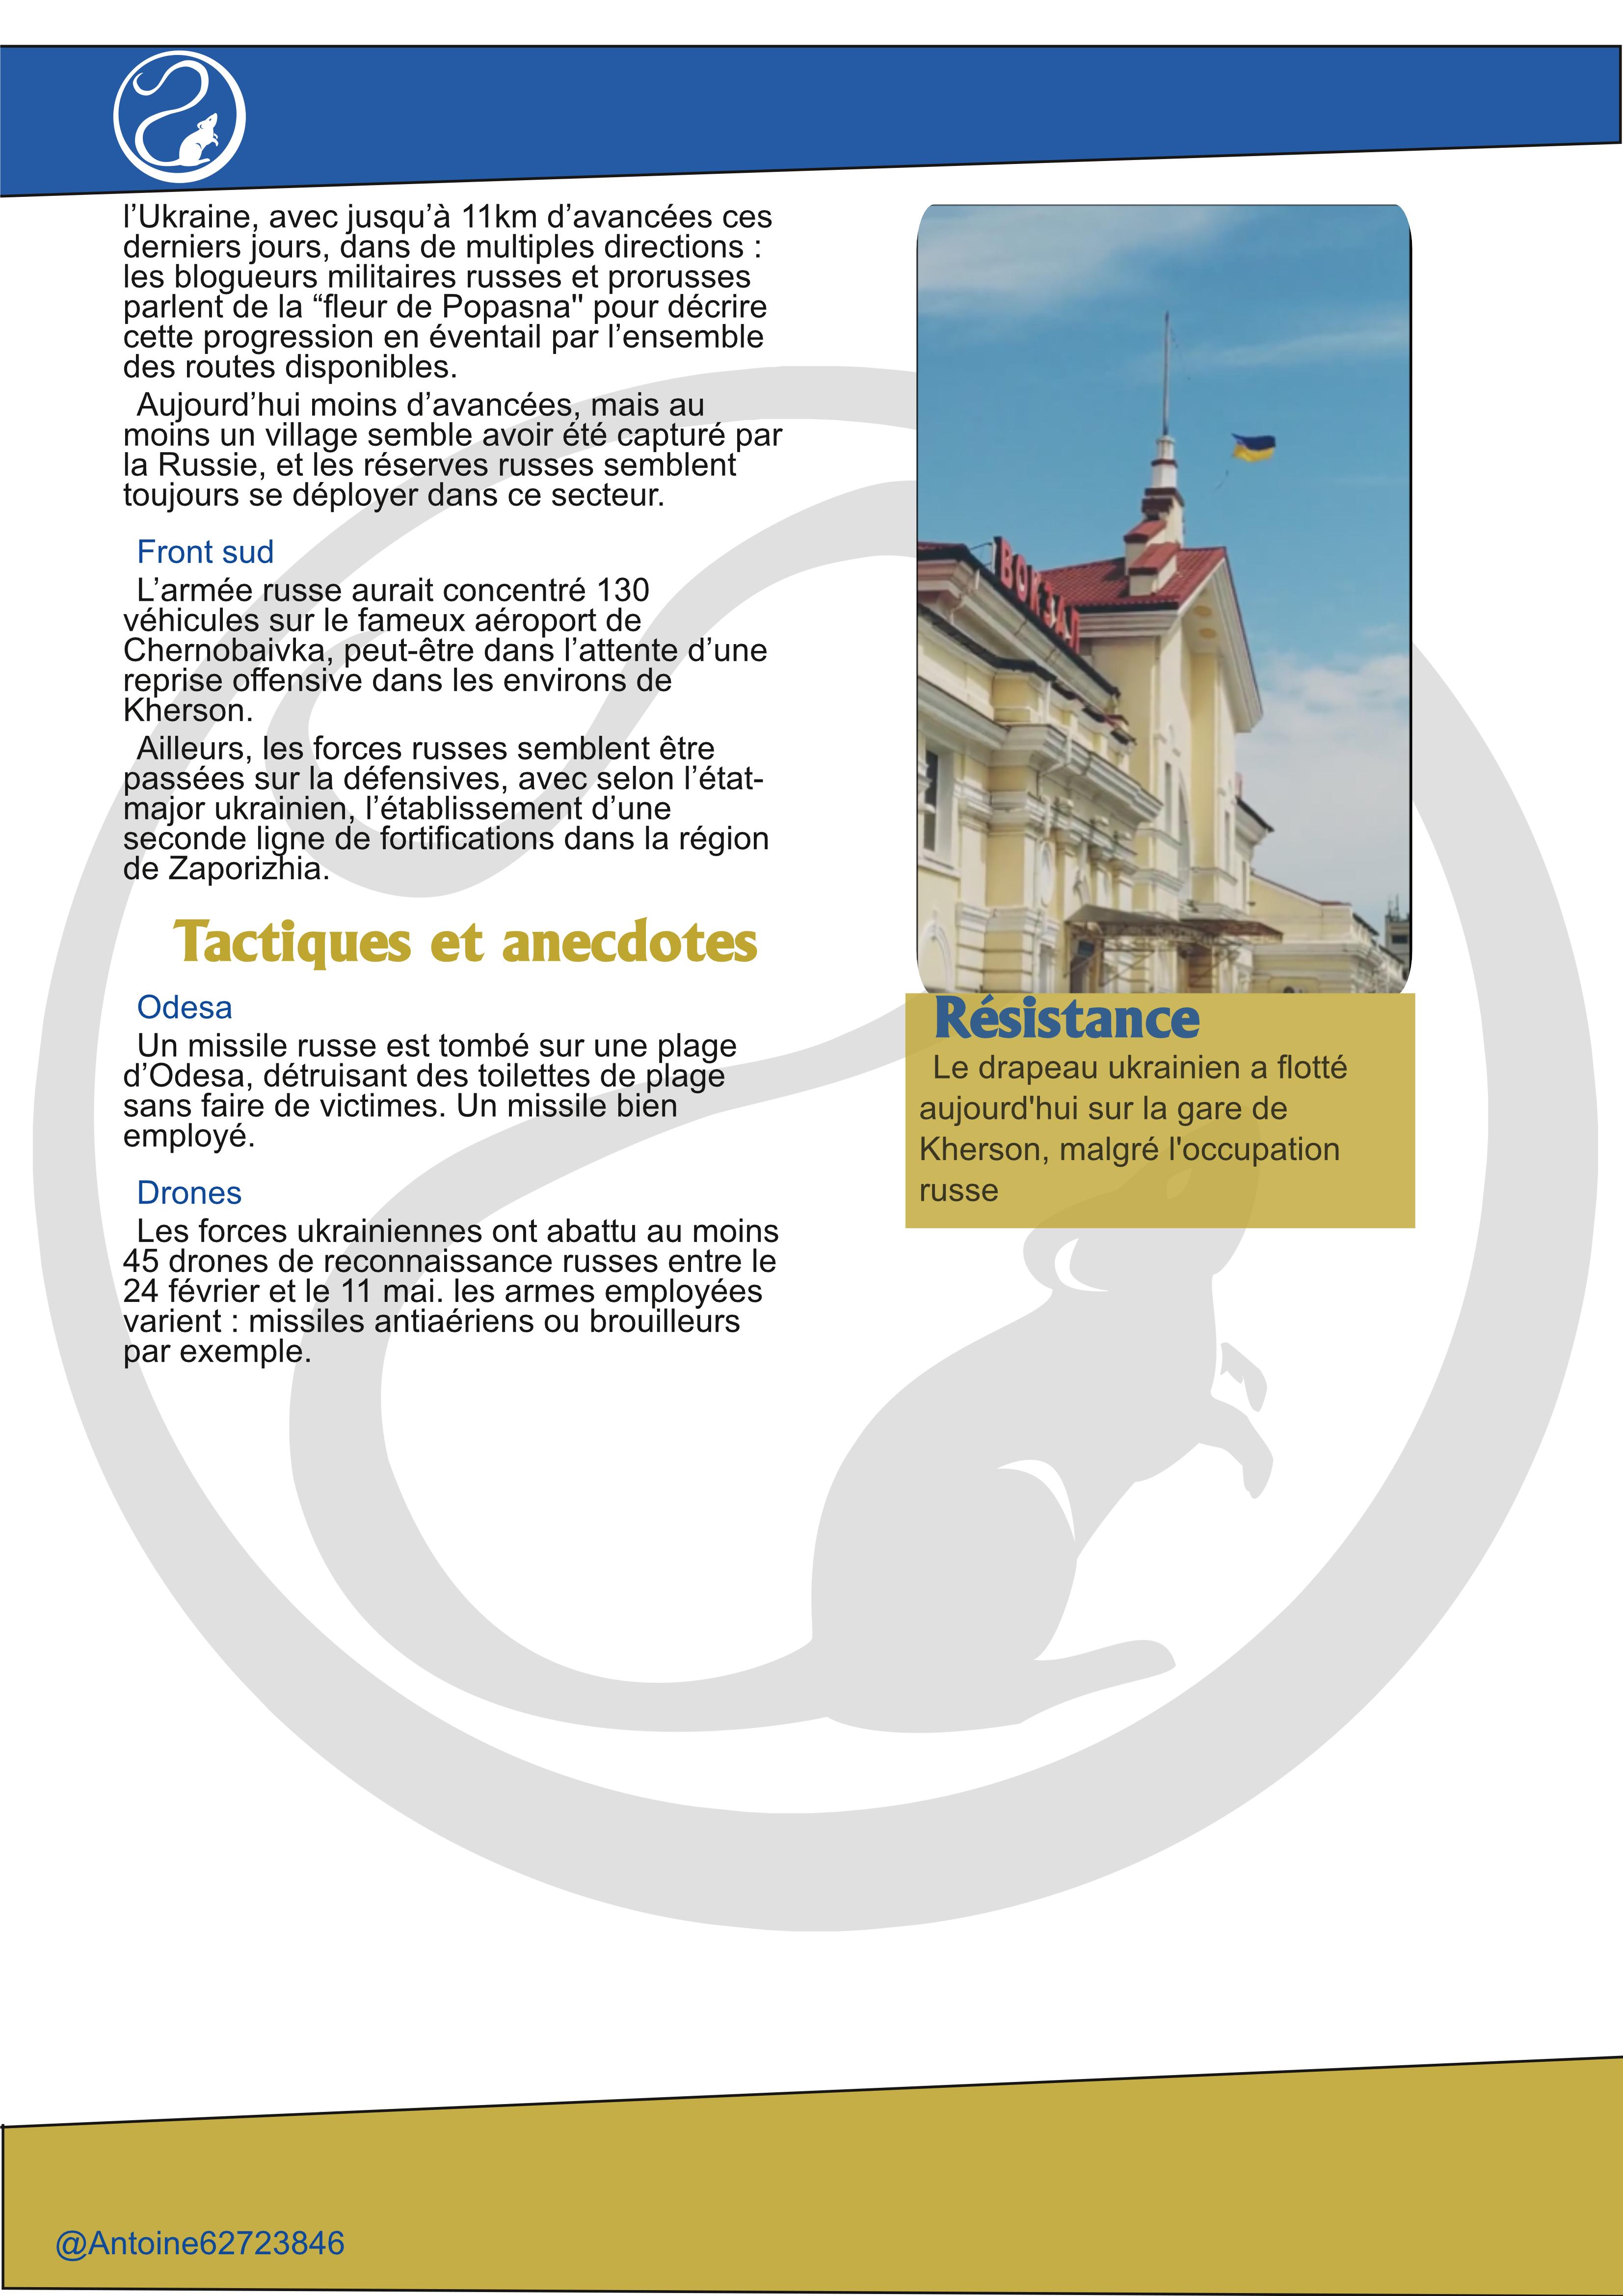 l’Ukraine, avec jusqu’à 11km d’avancées ces
derniers jours, dans de multiples directions :
les blogueurs militaires russes et prorusses
parlent de la “fleur de Popasna" pour décrire
cette progression en éventail par l’ensemble
des routes disponibles.
Aujourd’hui moins d’avancées, mais au
moins un village semble avoir été capturé par
la Russie, et les réserves russes semblent
toujours se déployer dans ce secteur.
Front sud
L’armée russe aurait concentré 130
véhicules sur le fameux aéroport de
Chernobaivka, peut-être dans l’attente d’une
reprise offensive dans les environs de
Kherson.
Ailleurs, les forces russes semblent être
passées sur la défensives, avec selon l’état-
major ukrainien, l’établissement d’une
seconde ligne de fortifications dans la région
de Zaporizhia.
Tactiques et anecdotes
Odesa
Un missile russe est tombé sur une plage
d’Odesa, détruisant des toilettes de plage
sans faire de victimes. Un missile bien
employé.
Drones
Les forces ukrainiennes ont abattu au moins
45 drones de reconnaissance russes entre le
24 février et le 11 mai. les armes employées
varient : missiles antiaériens ou brouilleurs
par exemple.
ВОКЗАЛ
Résistance
Le drapeau ukrainien a flotté
aujourd'hui sur la gare de
Kherson, malgré l'occupation
russe
@Antoine62723846